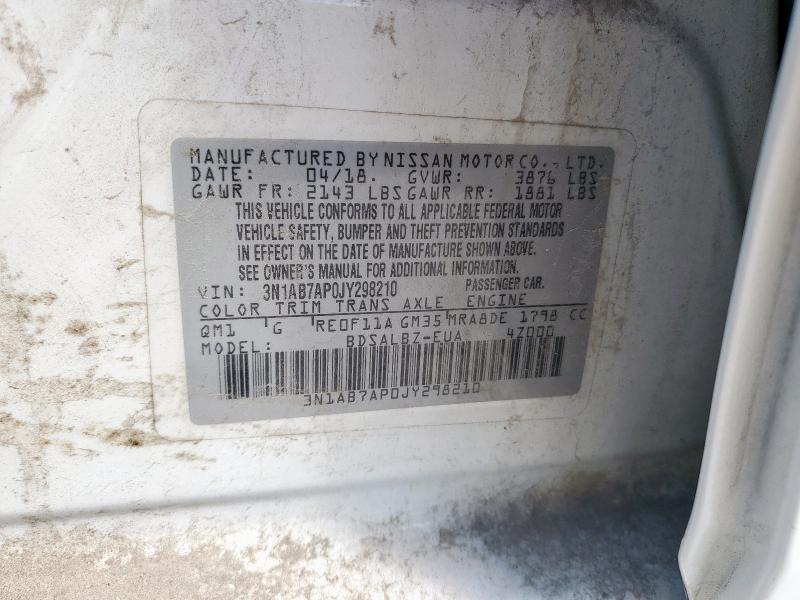 MANUFACTURED BY NISSAN MOTOR CO., LTD.
DATE: 04/18. GVWR: 3876 LBS
GAWR FR: 2143 LBS GAWR RR: 1881 LBS
THIS VEHICLE CONFORMS TO ALL APPLICABLE FEDERAL MOTOR
VEHICLE SAFETY, BUMPER AND THEFT PREVENTION STANDARDS
IN EFFECT ON THE DATE OF MANUFACTURE SHOWN ABOVE.
SEE OWNER'S MANUAL FOR ADDITIONAL INFORMATION.
VIN: 3N1AB7AP0JY298210 PASSENGER CAR.
COLOR TRIM TRANS AXLE ENGINE
QM1 G RE0F11A GM35 MRA8DE 1798 CC
MODEL: BDSALBZ-EUA 4Z000
3N1AB7AP0JY298210